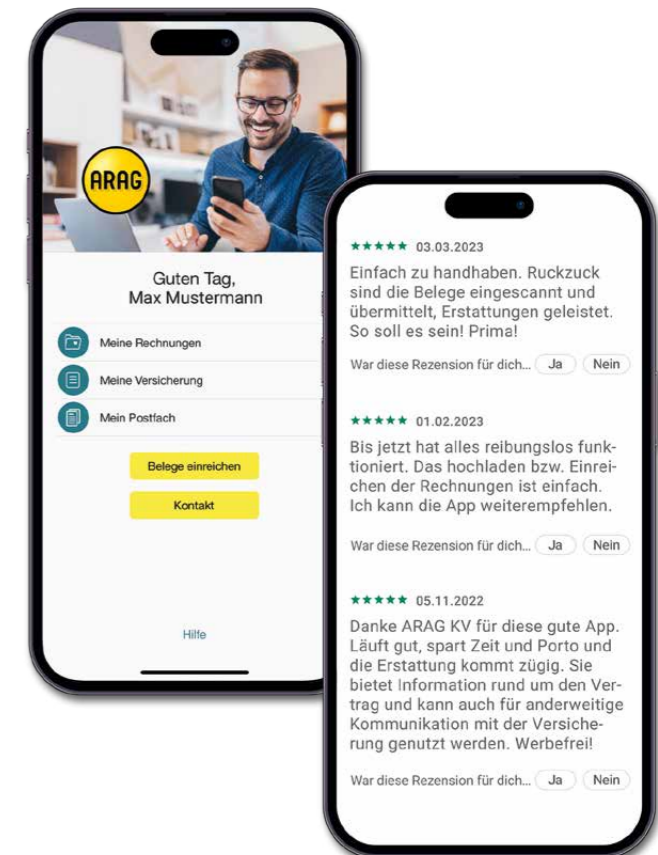 ARAG
Guten Tag,
Max Mustermann
Meine Rechnungen
Meine Versicherung
Mein Postfach
Belege einreichen
Kontakt
Hilfe
★★★★★ 03.03.2023
Einfach zu handhaben. Ruckzuck
sind die Belege eingescannt und
übermittelt, Erstattungen geleistet.
So soll es sein! Prima!
War diese Rezension für dich... Ja Nein
★★★★★ 01.02.2023
Bis jetzt hat alles reibungslos funk-
tioniert. Das hochladen bzw. Einrei-
chen der Rechnungen ist einfach.
Ich kann die App weiterempfehlen.
War diese Rezension für dich... Ja Nein
★★★★★ 05.11.2022
Danke ARAG KV für diese gute App.
Läuft gut, spart Zeit und Porto und
die Erstattung kommt zügig. Sie
bietet Information rund um den Ver-
trag und kann auch für anderweitige
Kommunikation mit der Versiche-
rung genutzt werden. Werbefrei!
War diese Rezension für dich... Ja Nein